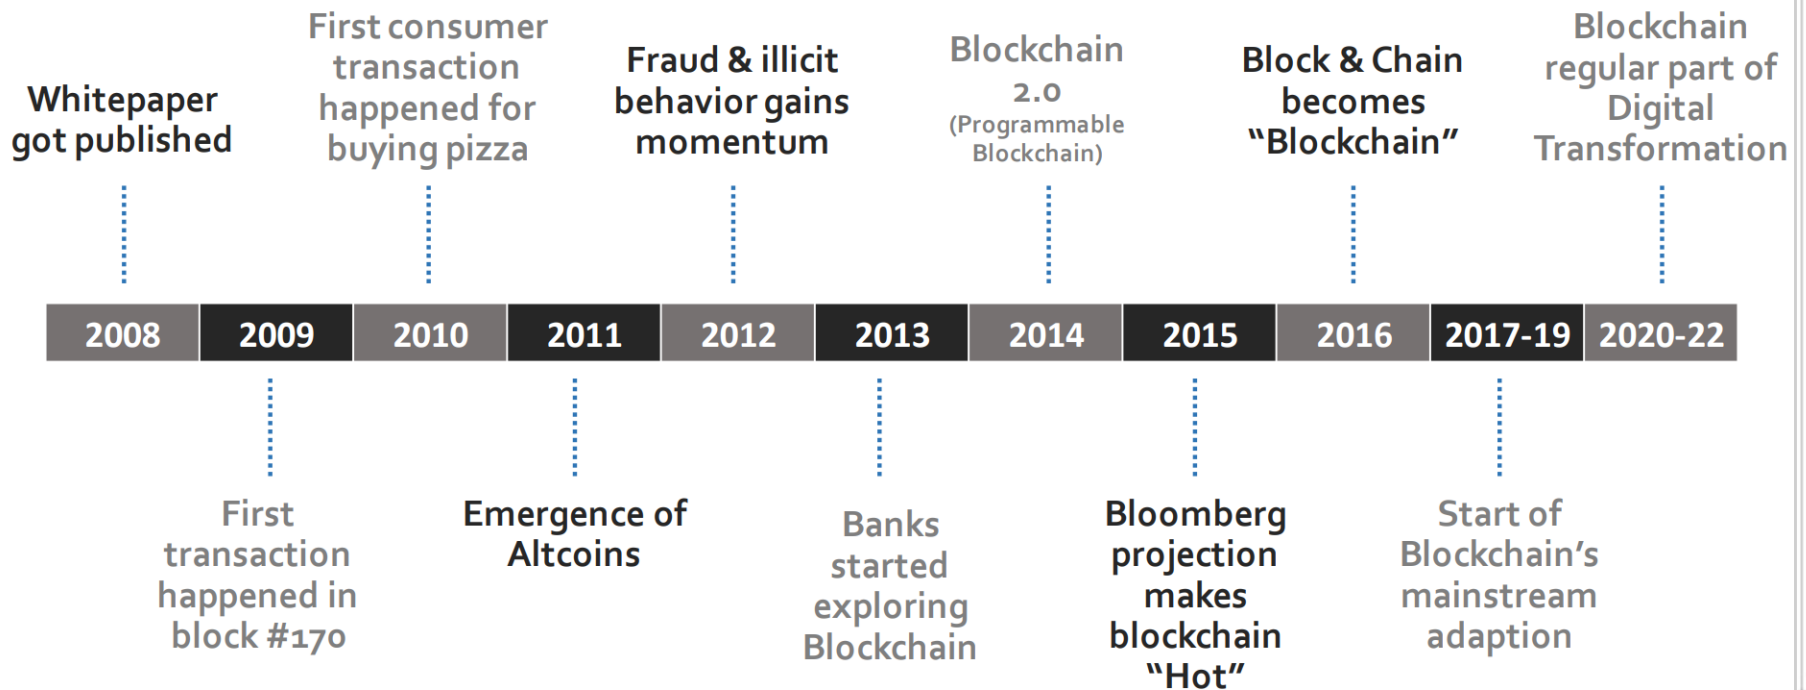 Whitepaper
got published
First consumer
transaction
happened for
buying pizza
Fraud & illicit
behavior gains
momentum
Blockchain
2.0
(Programmable
Blockchain)
Block & Chain
becomes
“Blockchain”
Blockchain
regular part of
Digital
Transformation
2008 2009 2010 2011 2012 2013 2014 2015 2016 2017-19 2020-22
First
transaction
happened in
block #170
Emergence of
Altcoins
Banks
started
exploring
Blockchain
Bloomberg
projection
makes
blockchain
“Hot”
Start of
Blockchain’s
mainstream
adaption